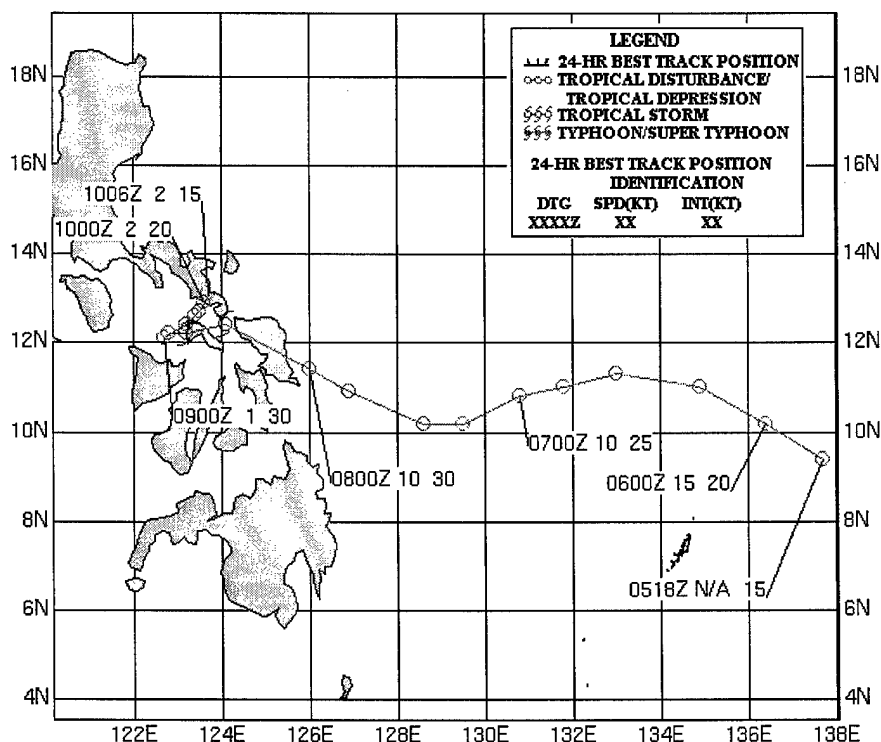 LEGEND
24-HR BEST TRACK POSITION
TROPICAL DISTURBANCE/
TROPICAL DEPRESSION
TROPICAL STORM
TYPHOON/SUPER TYPHOON
24-HR BEST TRACK POSITION
IDENTIFICATION
DTG SPD(KT) INT(KT)
XXXXZ XX XX
18N 18N
16N 16N
1006Z 2 15
1000Z 2 20
14N 14N
12N 12N
0900Z 1 30
0700Z 10 25
10N 10N
0800Z 10 30
0600Z 15 20
8N 8N
0518Z N/A 15
6N 6N
4N 4N
122E 124E 126E 128E 130E 132E 134E 136E 138E